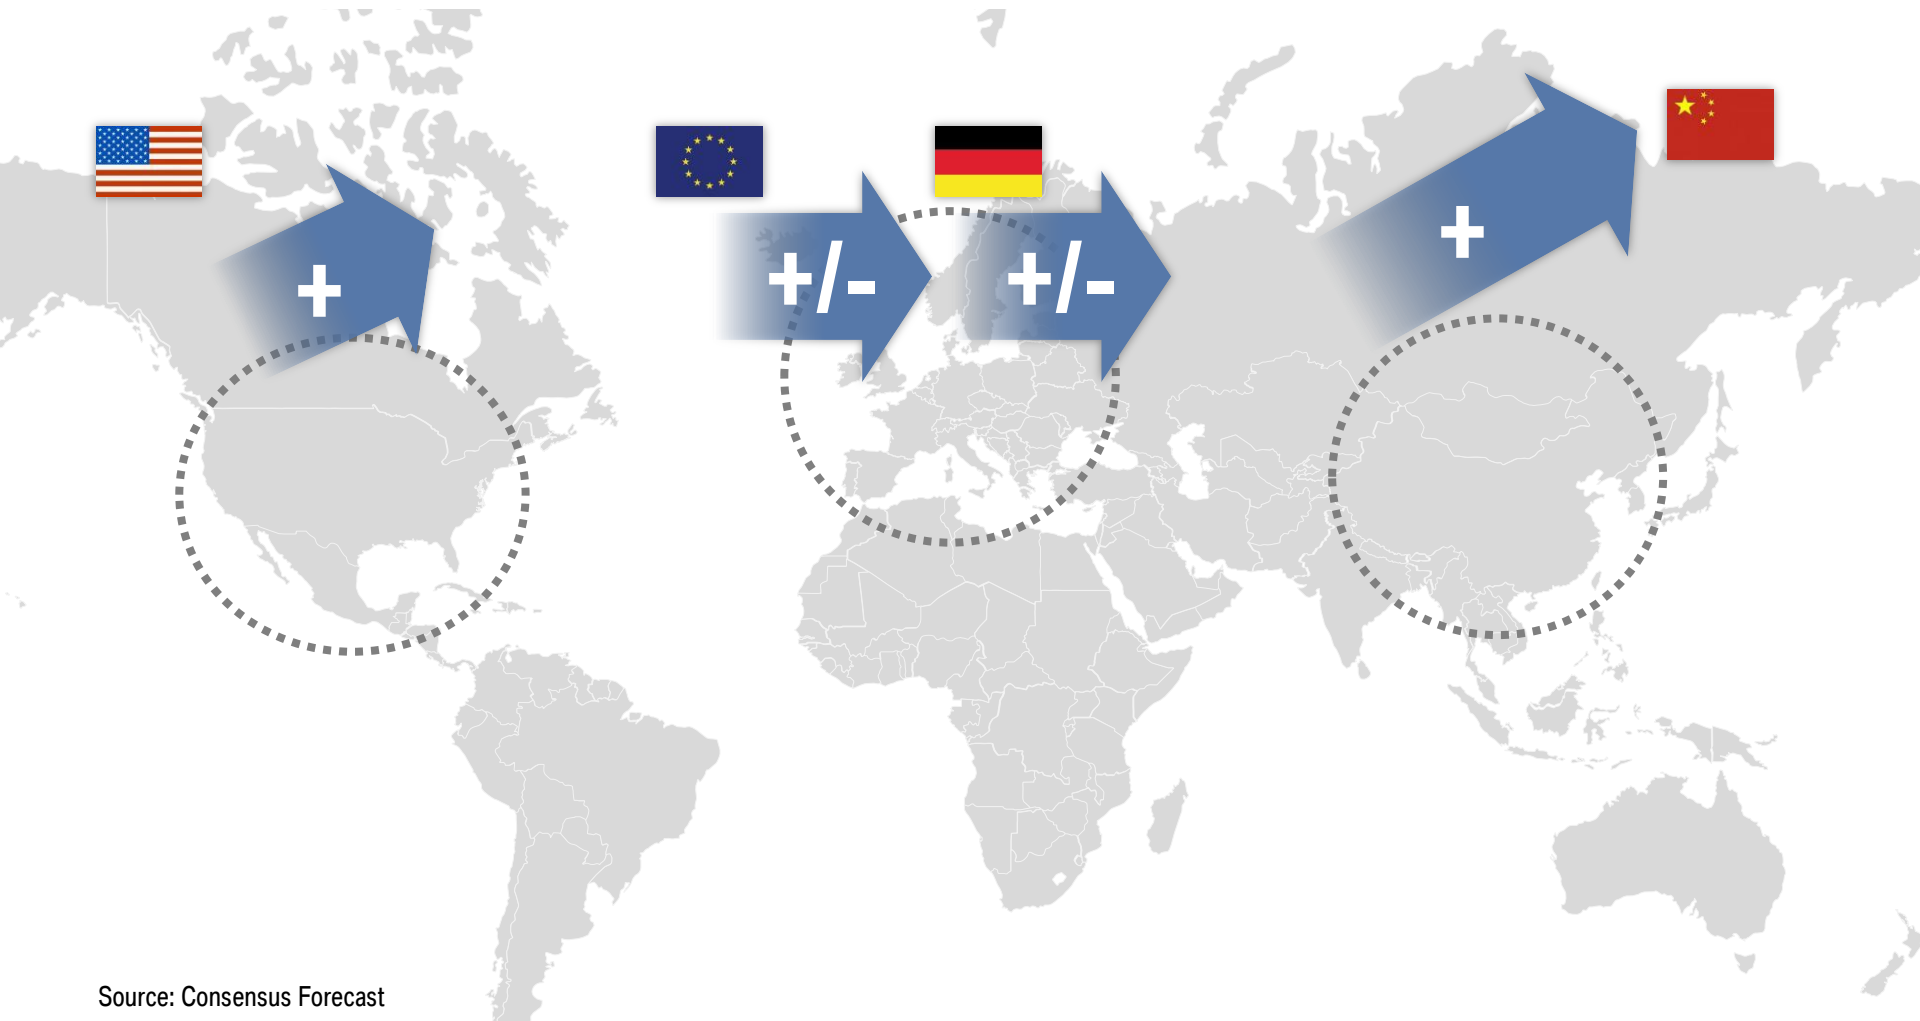 +
+/-
+/-
+
Source: Consensus Forecast